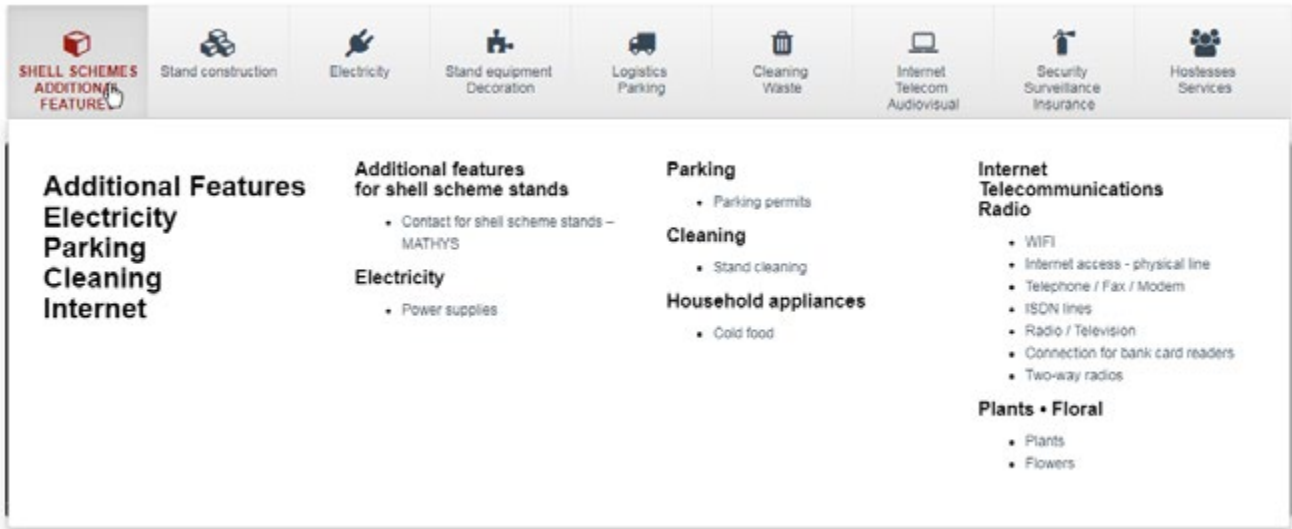 SHELL SCHEMES
ADDITIONAL
FEATURES
Stand construction
Electricity
Stand equipment
Decoration
Logistics
Parking
Cleaning
Waste
Internet
Telecom
Audiovisual
Security
Surveillance
Insurance
Hostesses
Services
Additional Features
Electricity
Parking
Cleaning
Internet
Additional features
for shell scheme stands
• Contact for shell scheme stands –
MATHYS
Electricity
• Power supplies
Parking
• Parking permits
Cleaning
• Stand cleaning
Household appliances
• Cold food
Internet
Telecommunications
Radio
• WIFI
• Internet access - physical line
• Telephone / Fax / Modem
• ISDN lines
• Radio / Television
• Connection for bank card readers
• Two-way radios
Plants • Floral
• Plants
• Flowers